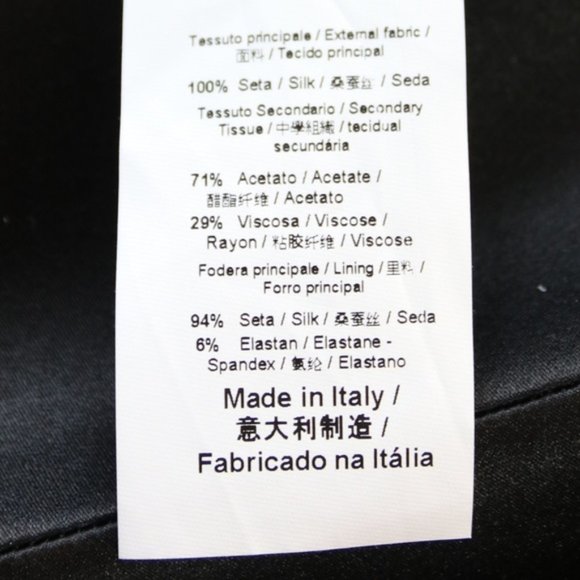 Tessuto principale / External fabric /
面料 / Tecido principal
100% Seta / Silk / 桑蚕丝 / Seda
Tessuto Secondario / Secondary
Tissue / 中學組織 / tecidual
secundária
71% Acetato / Acetate /
醋酯纤维 / Acetato
29% Viscosa / Viscose /
Rayon / 粘胶纤维 / Viscose
Fodera principale / Lining / 里料 /
Forro principal
94% Seta / Silk / 桑蚕丝 / Seda
6% Elastan / Elastane -
Spandex / 氨纶 / Elastano
Made in Italy /
意大利制造 /
Fabricado na Itália